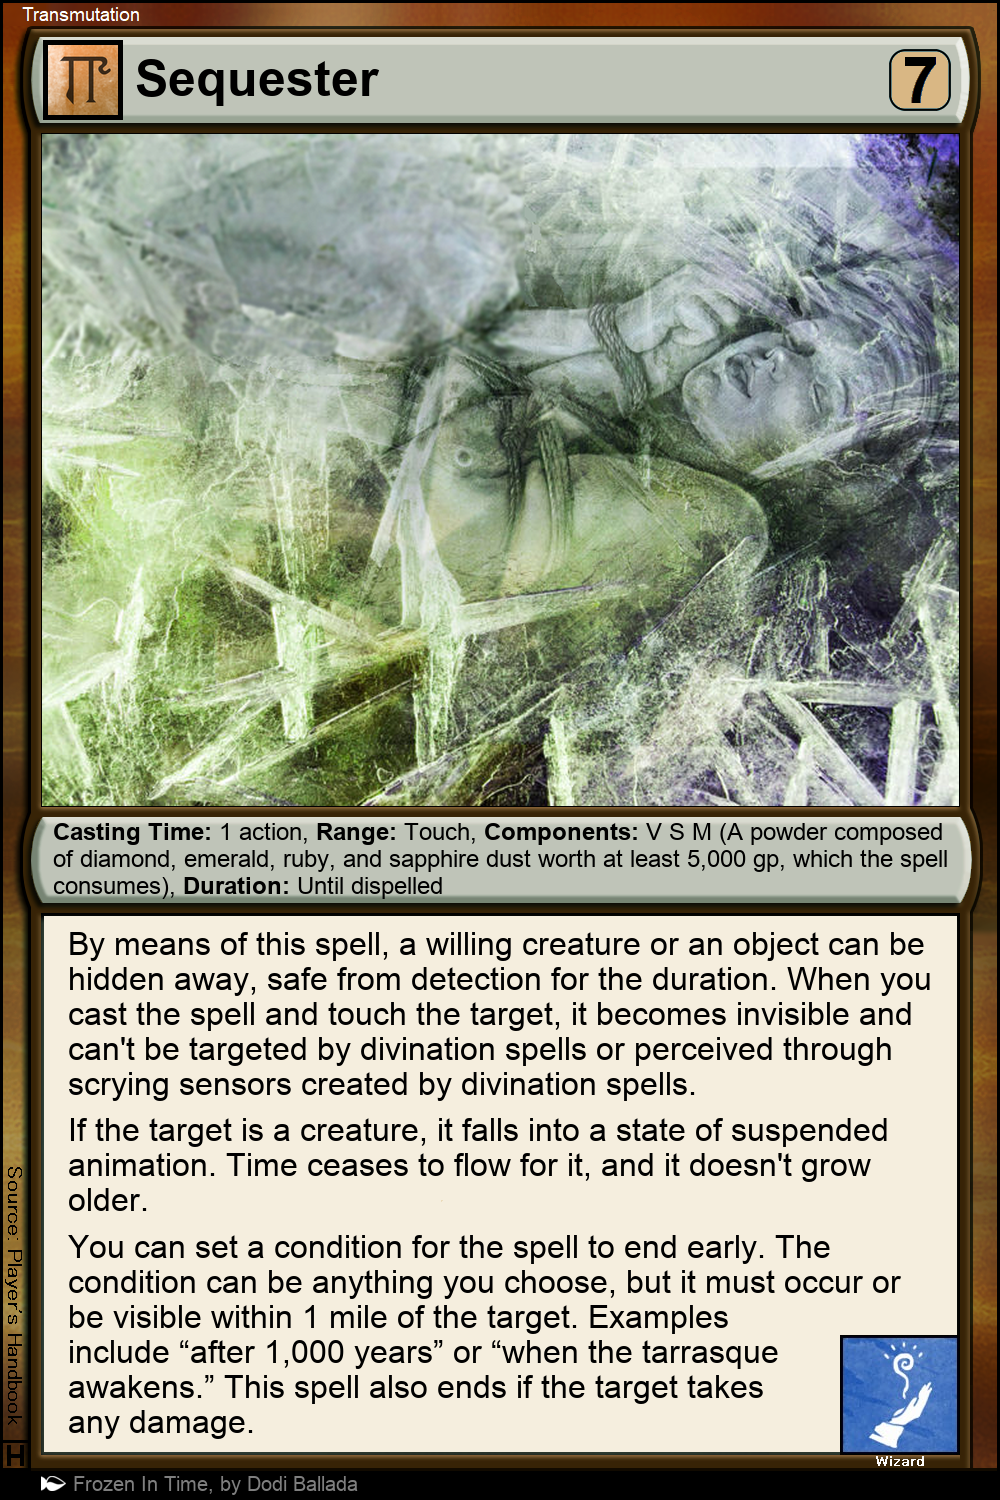 Transmutation
Sequester
7
Casting Time: 1 action, Range: Touch, Components: V S M (A powder composed
of diamond, emerald, ruby, and sapphire dust worth at least 5,000 gp, which the spell
consumes), Duration: Until dispelled
By means of this spell, a willing creature or an object can be
hidden away, safe from detection for the duration. When you
cast the spell and touch the target, it becomes invisible and
can't be targeted by divination spells or perceived through
scrying sensors created by divination spells.
If the target is a creature, it falls into a state of suspended
animation. Time ceases to flow for it, and it doesn't grow
older.
You can set a condition for the spell to end early. The
condition can be anything you choose, but it must occur or
be visible within 1 mile of the target. Examples
include “after 1,000 years” or “when the tarrasque
awakens.” This spell also ends if the target takes
any damage.
Source: Player's Handbook
H
Wizard
Frozen In Time, by Dodi Ballada